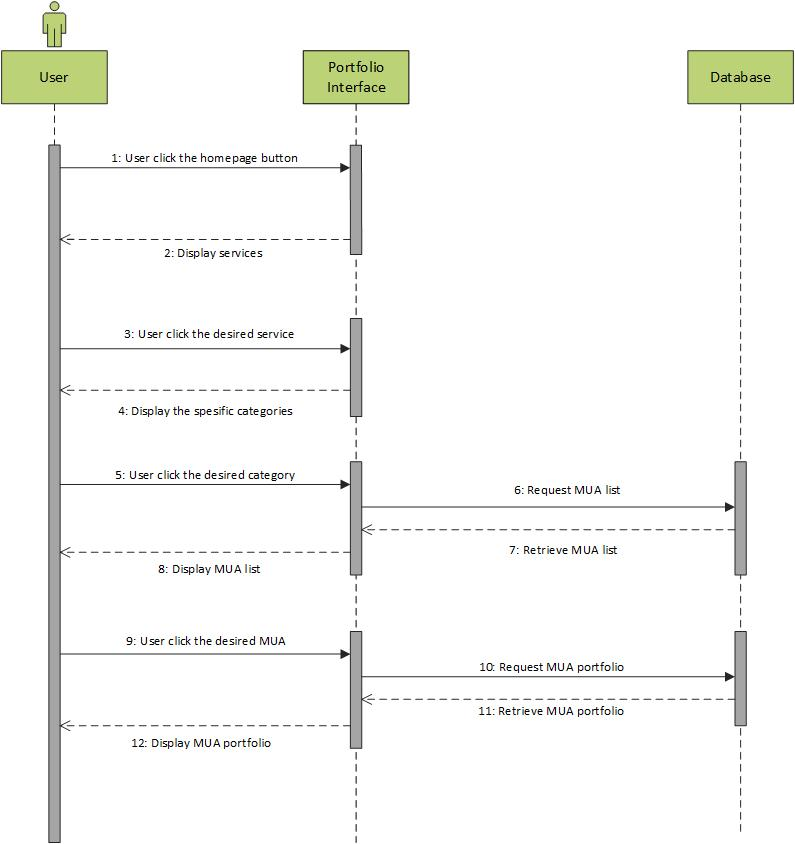 User
Portfolio
Interface
Database
1: User click the homepage button
2: Display services
3: User click the desired service
4: Display the spesific categories
5: User click the desired category
6: Request MUA list
7: Retrieve MUA list
8: Display MUA list
9: User click the desired MUA
10: Request MUA portfolio
11: Retrieve MUA portfolio
12: Display MUA portfolio